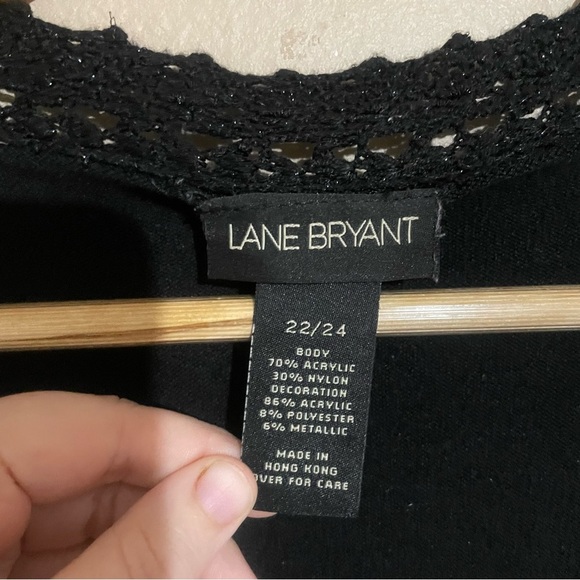 LANE BRYANT
22/24
BODY
70% ACRYLIC
30% NYLON
DECORATION
86% ACRYLIC
8% POLYESTER
6% METALLIC
MADE IN
HONG KONG
OVER FOR CARE